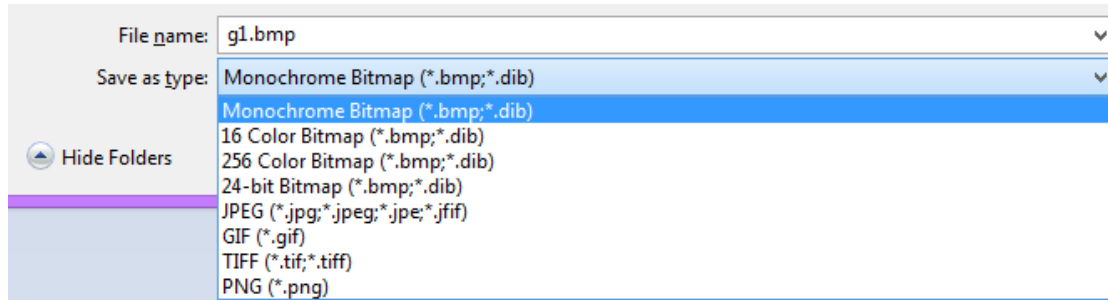 File name: g1.bmp
Save as type: Monochrome Bitmap (*.bmp;*.dib)
Monochrome Bitmap (*.bmp;*.dib)
16 Color Bitmap (*.bmp;*.dib)
Hide Folders
256 Color Bitmap (*.bmp;*.dib)
24-bit Bitmap (*.bmp;*.dib)
JPEG (*.jpg;*.jpeg;*.jpe;*.jfif)
GIF (*.gif)
TIFF (*.tif;*.tiff)
PNG (*.png)